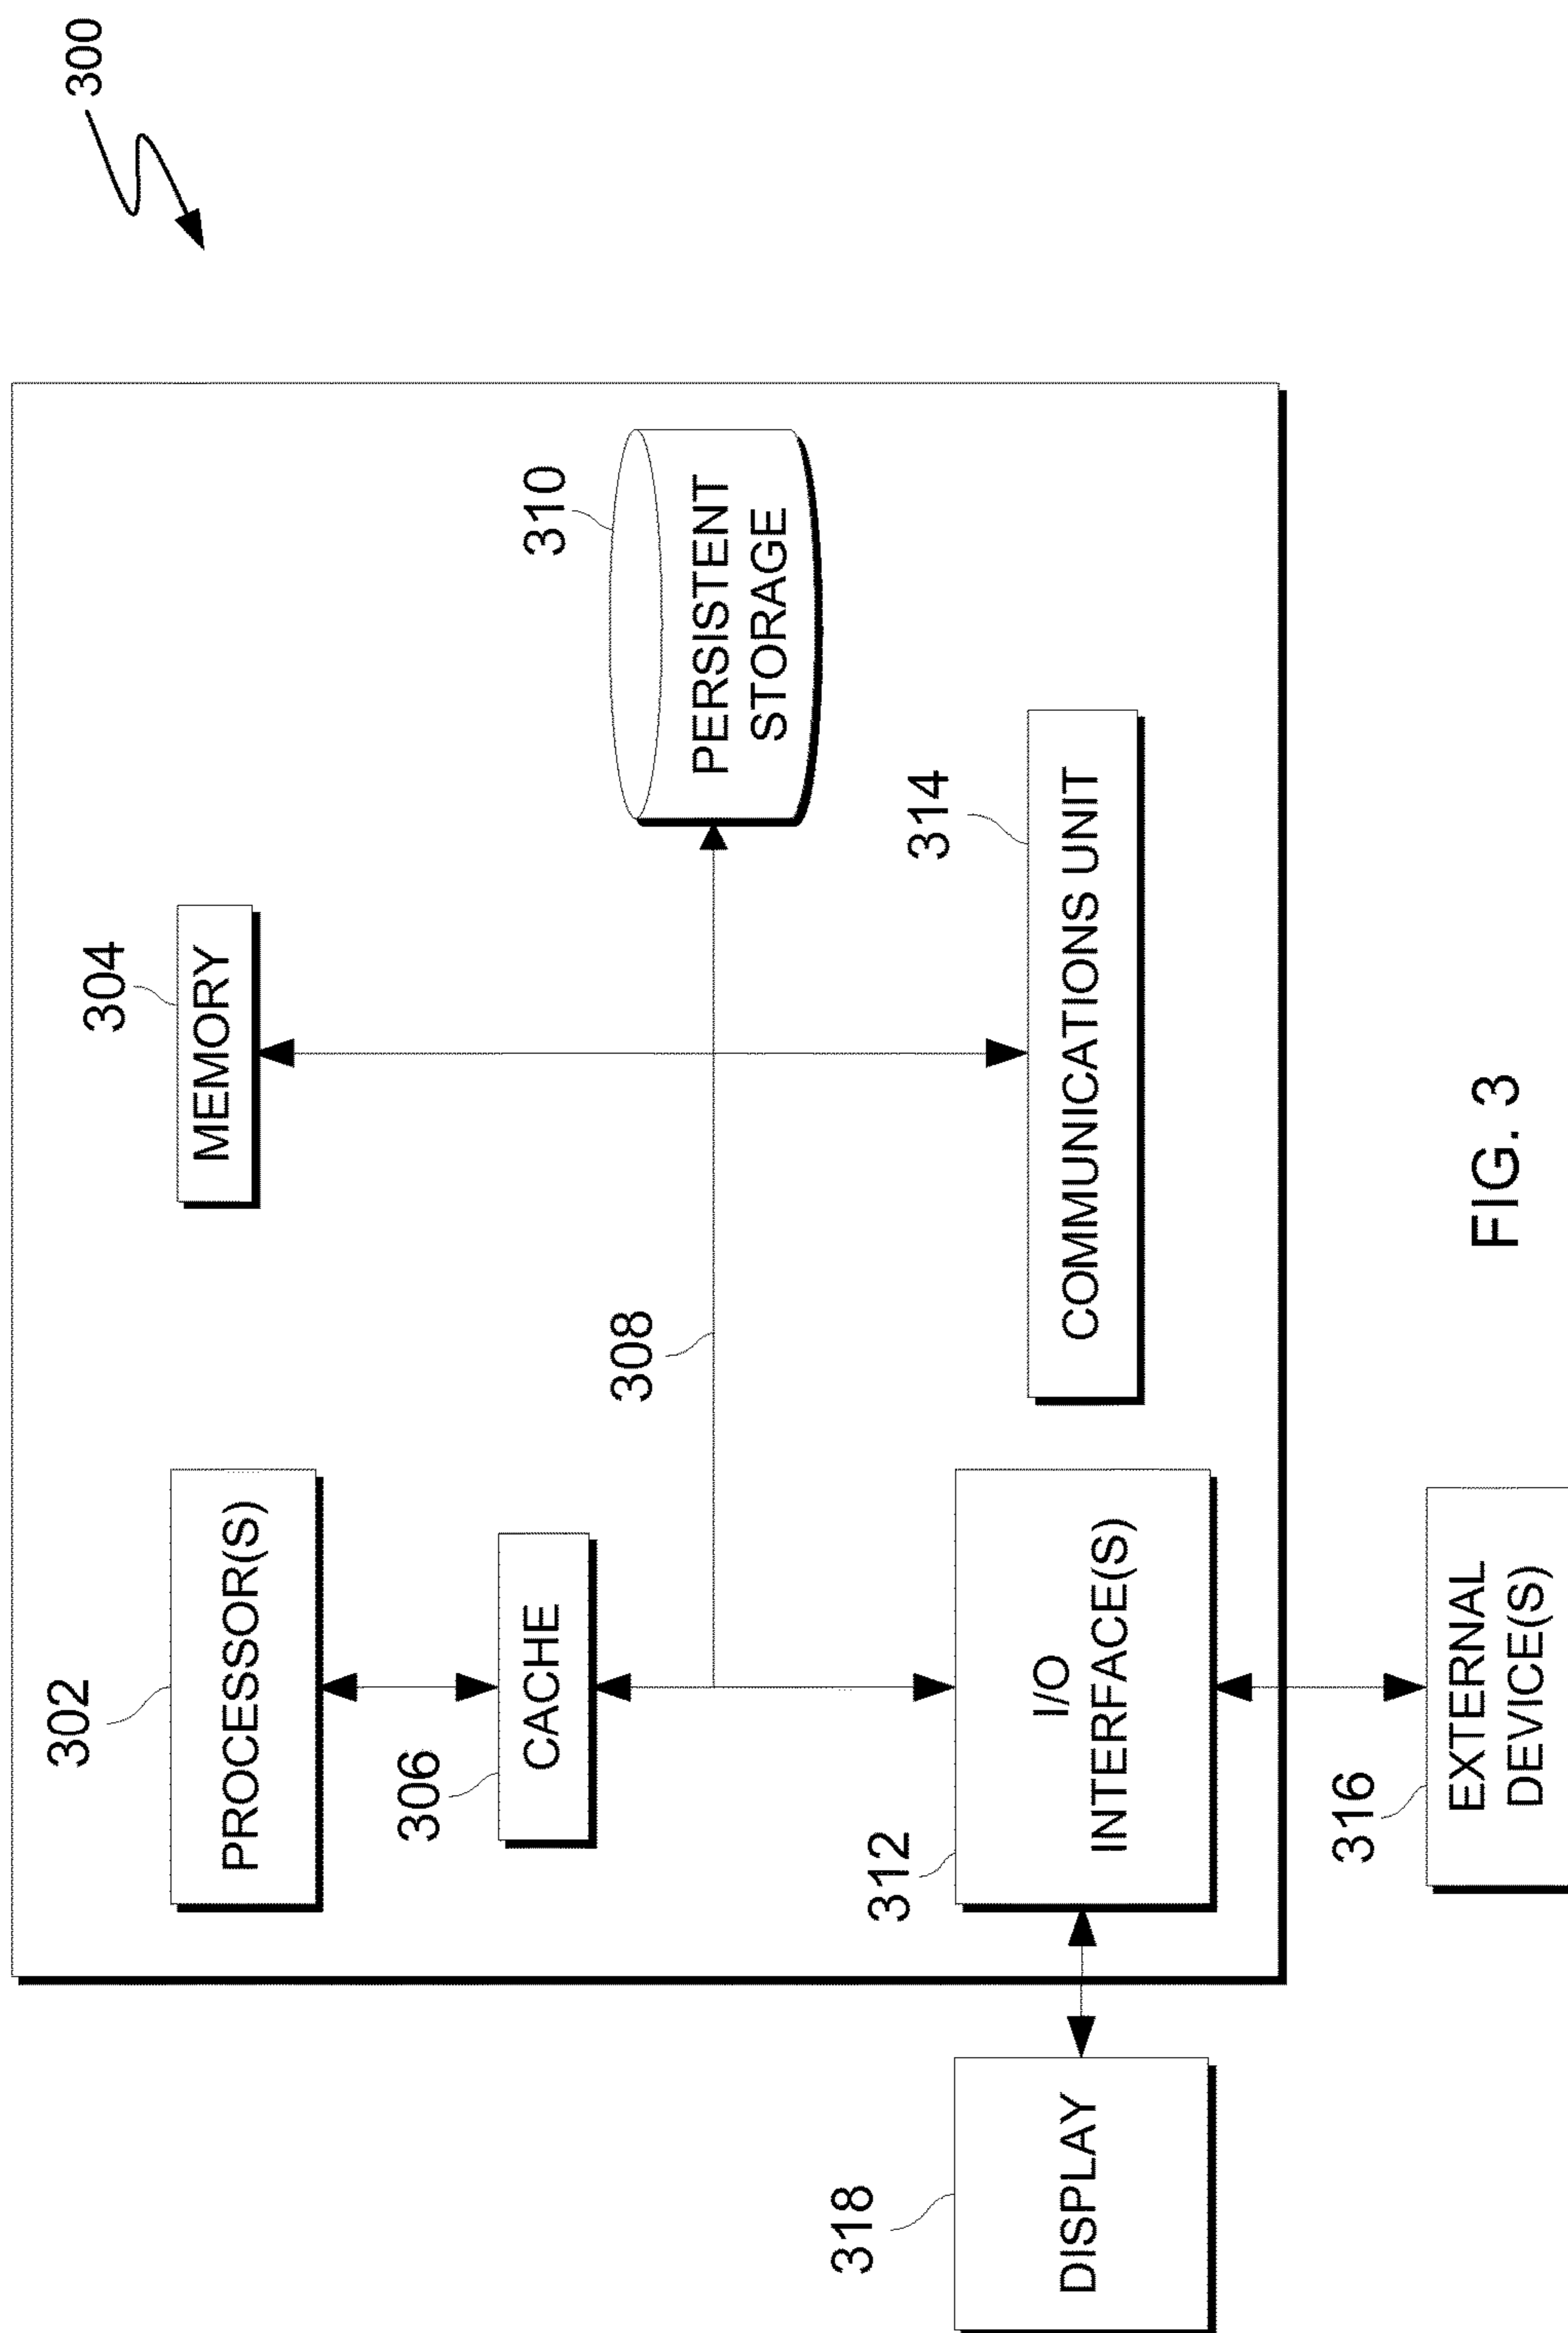 300
302
PROCESSOR(S)
304
MEMORY
306
CACHE
308
310
PERSISTENT
STORAGE
312
I/O
INTERFACE(S)
314
COMMUNICATIONS UNIT
318
DISPLAY
316
EXTERNAL
DEVICE(S)
FIG. 3